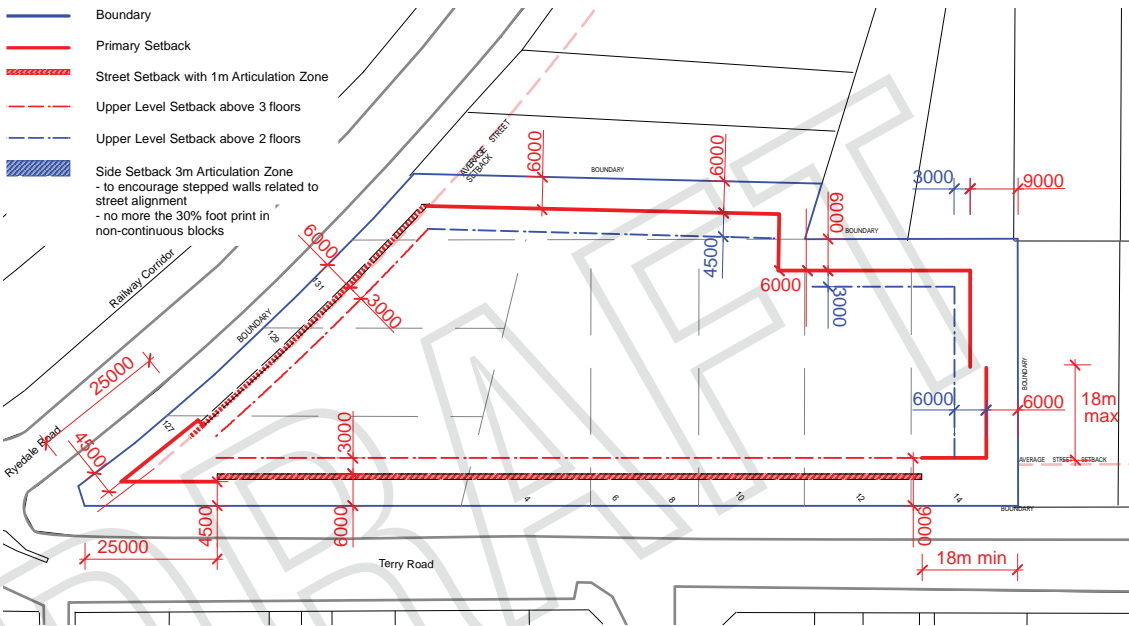 Boundary
Primary Setback
Street Setback with 1m Articulation Zone
Upper Level Setback above 3 floors
Upper Level Setback above 2 floors
Side Setback 3m Articulation Zone
- to encourage stepped walls related to
street alignment
- no more the 30% foot print in
non-continuous blocks
AVERAGE STREET
SETBACK
6000
BOUNDARY
6000
3000
9000
6000
BOUNDARY
4500
6000
3000
6000
3000
131
Railway Corridor
BOUNDARY
129
25000
127
Ryedale Road
4500
3000
BOUNDARY
6000
6000
18m
max
AVERAGE STREET SETBACK
4
6
8
10
12
14
BOUNDARY
4500
6000
9000
25000
Terry Road
18m min
DRAFT